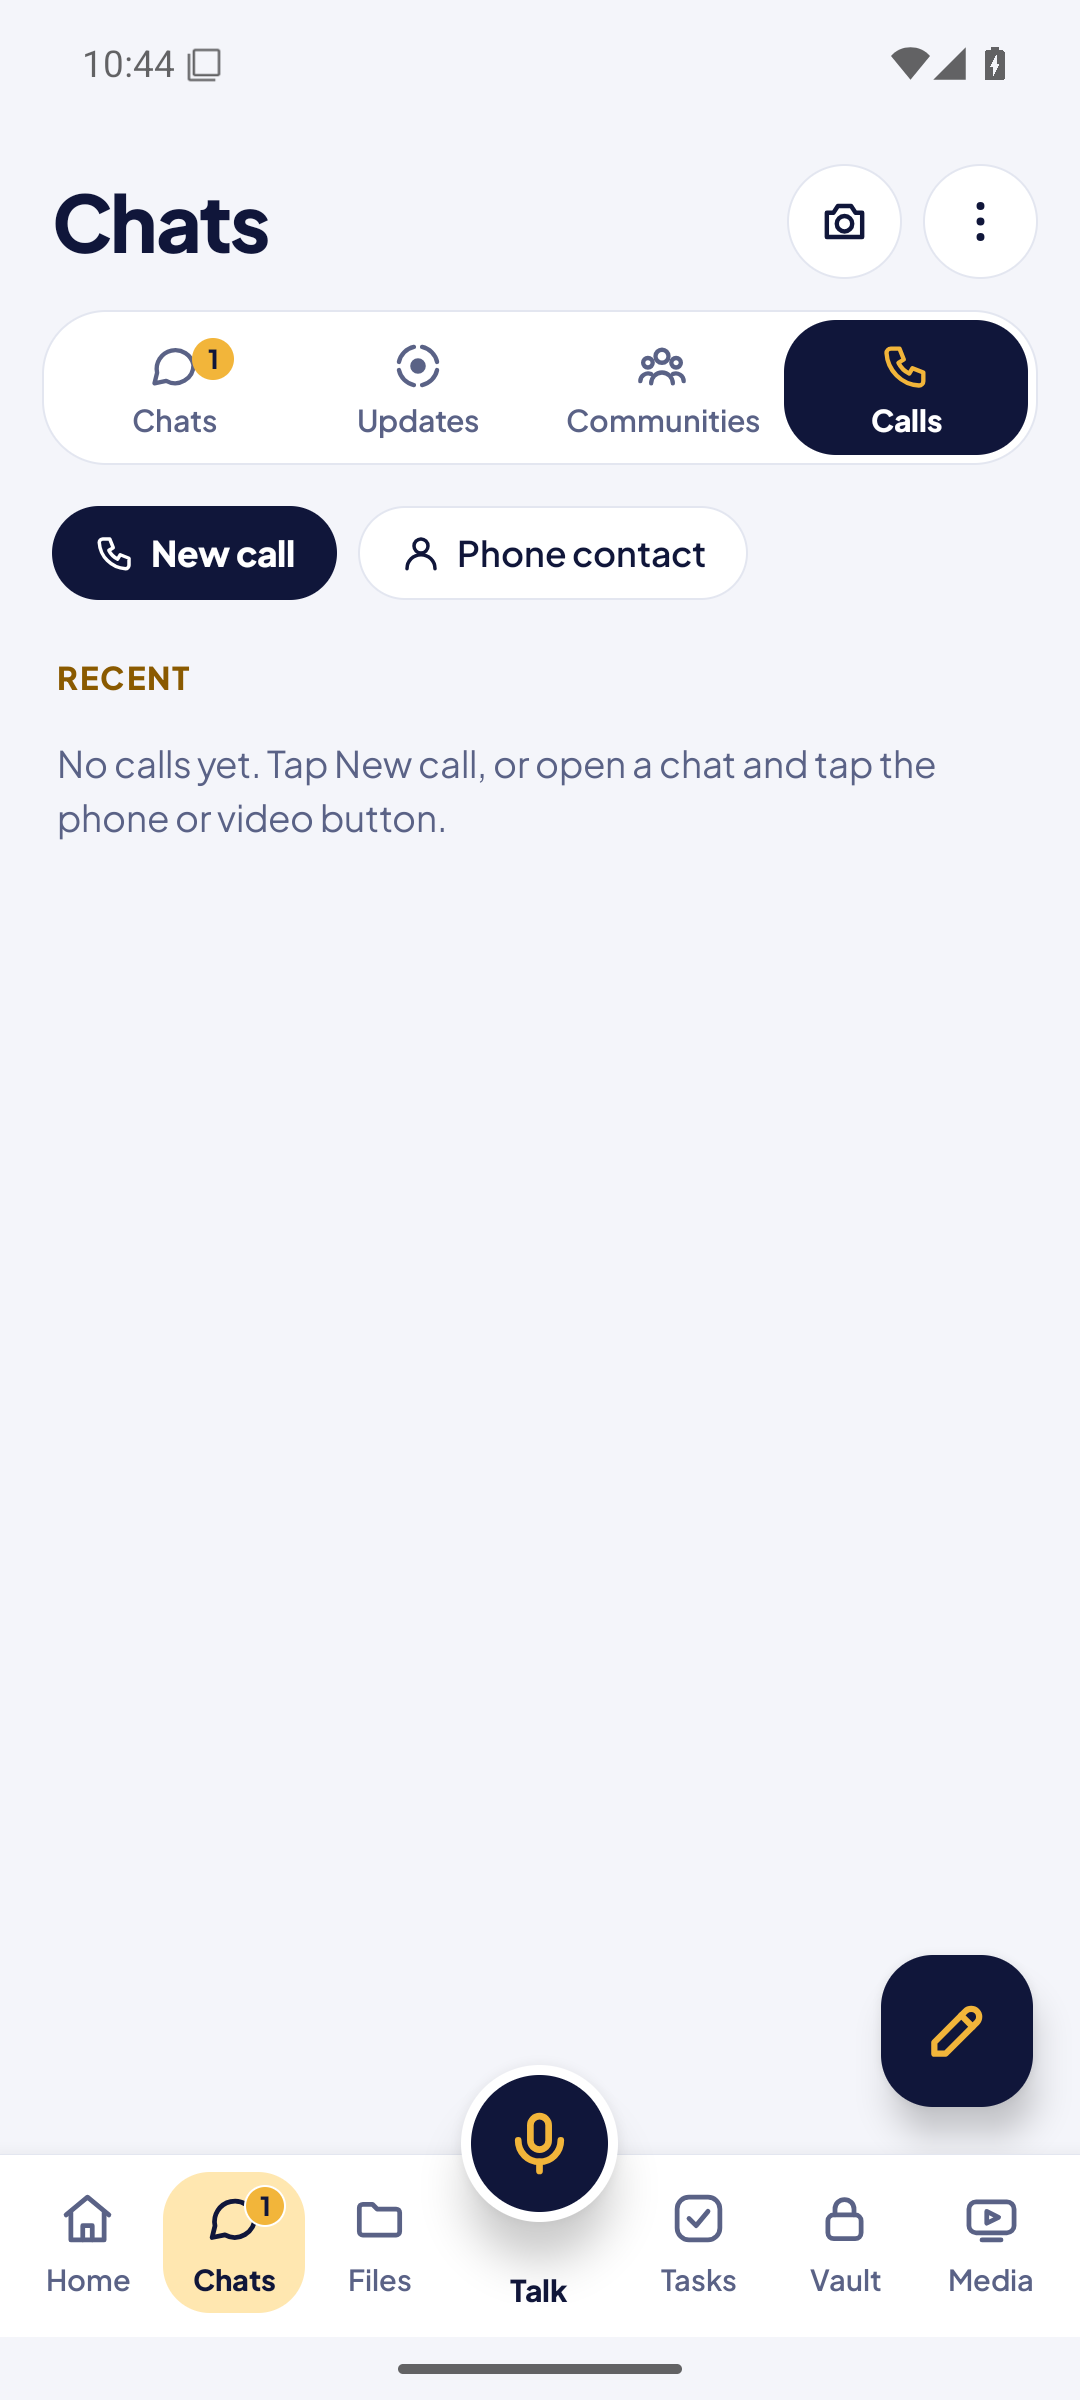 10:44
Chats
1
Chats
Updates
Communities
Calls
New call
Phone contact
RECENT
No calls yet. Tap New call, or open a chat and tap the
phone or video button.
1
Home
Chats
Files
Talk
Tasks
Vault
Media